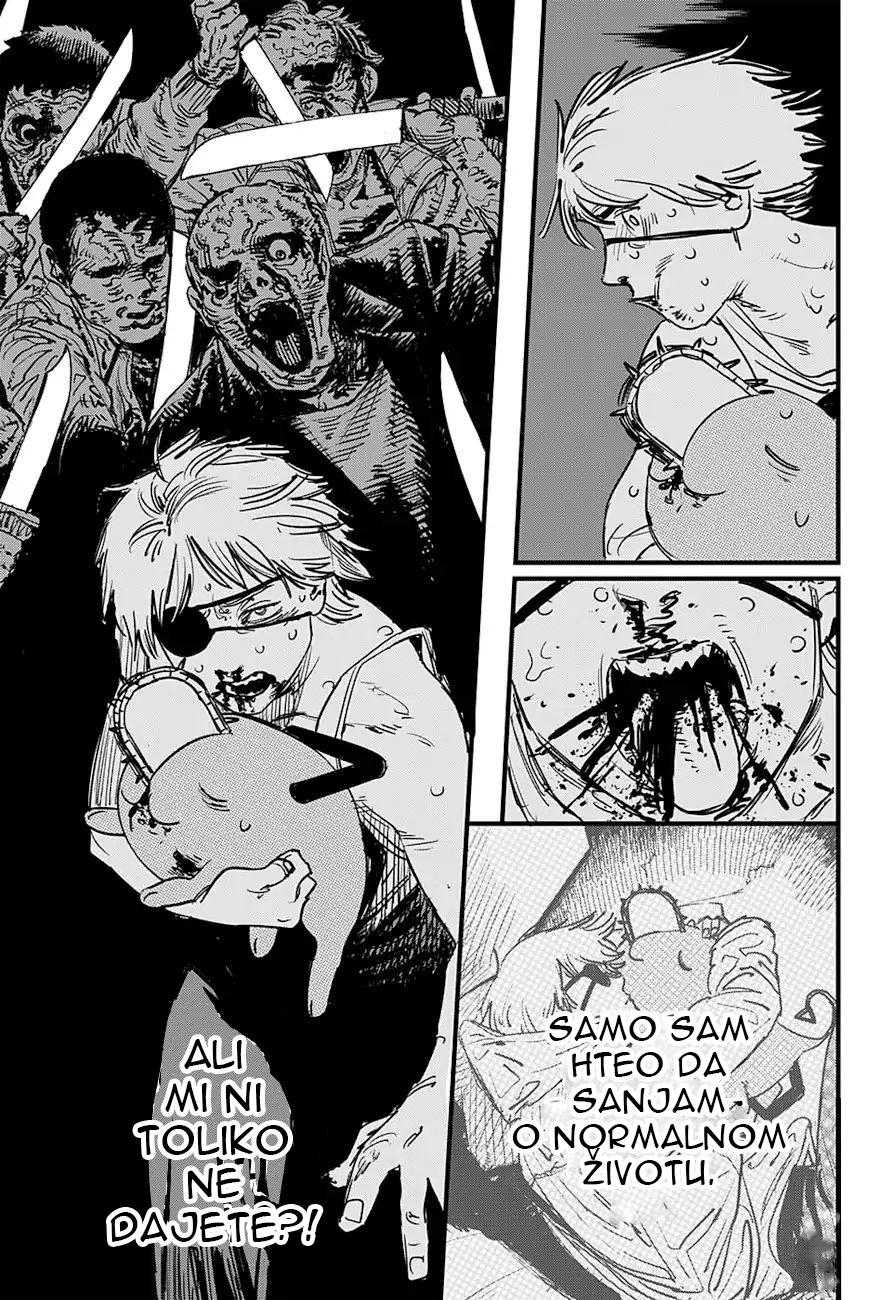 SAMO SAM
HTEO DA
SANJAM
O NORMALNOM
ŽIVOTU.
ALI
MI NI
TOLIKO
NE
DAJETE?!